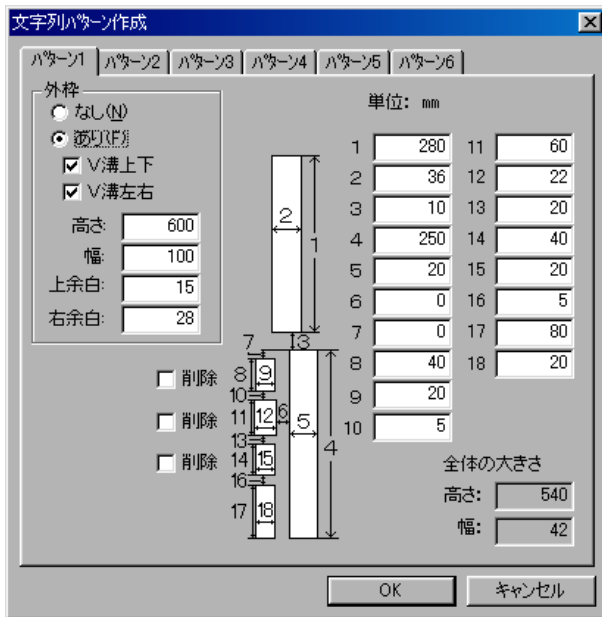 文字列ﾊﾟﾀｰﾝ作成
ﾊﾟﾀｰﾝ1 ﾊﾟﾀｰﾝ2 ﾊﾟﾀｰﾝ3 ﾊﾟﾀｰﾝ4 ﾊﾟﾀｰﾝ5 ﾊﾟﾀｰﾝ6
外枠
なし(N)
あり(F)
V溝上下
V溝左右
高さ: 600
幅: 100
上余白: 15
右余白: 28
単位: mm
1 280 11 60
2 36 12 22
3 10 13 20
4 250 14 40
5 20 15 20
6 0 16 5
7 0 17 80
8 40 18 20
9 20
10 5
2
1
3
7
削除 8 9
10
削除 11 12 6 5
4
13
削除 14 15
16
17 18
全体の大きさ
高さ: 540
幅: 42
OK キャンセル